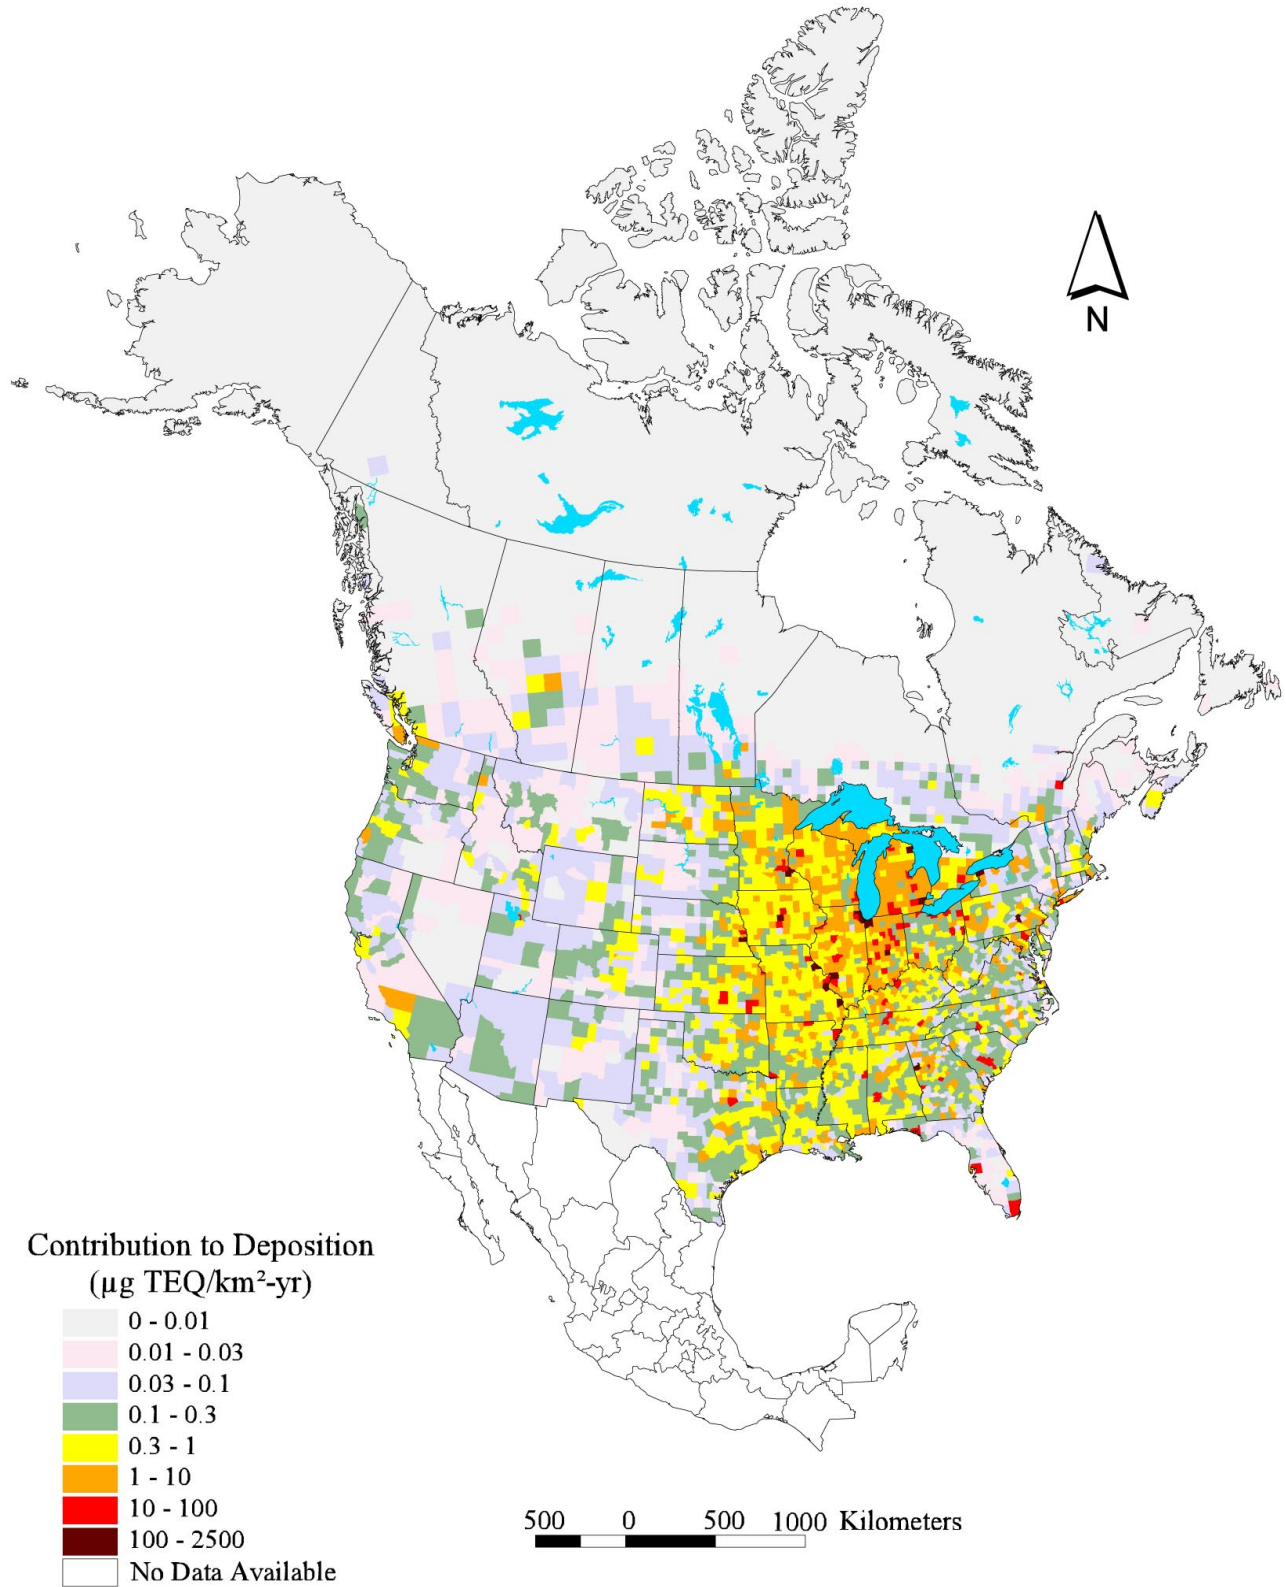 N
Contribution to Deposition
(µg TEQ/km²-yr)
0 - 0.01
0.01 - 0.03
0.03 - 0.1
0.1 - 0.3
0.3 - 1
1 - 10
10 - 100
100 - 2500
No Data Available
500 0 500 1000 Kilometers